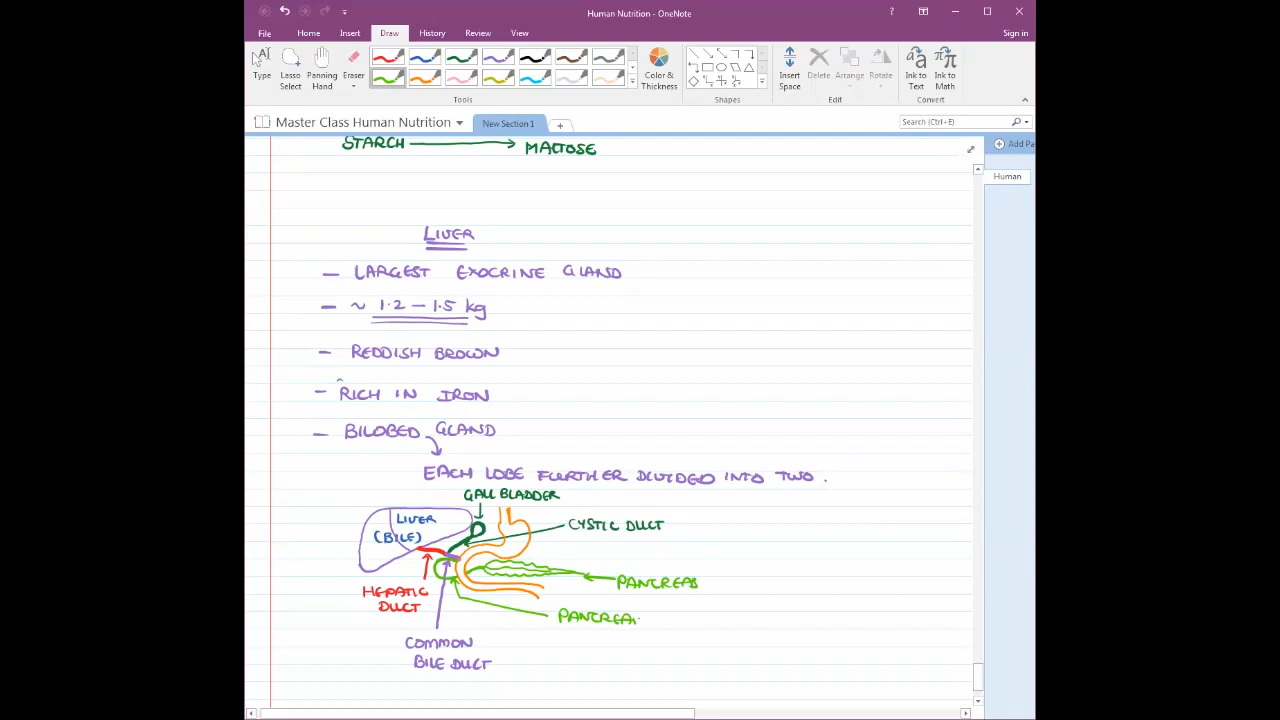 Human Nutrition - OneNote
File Home Insert Draw History Review View Sign in
Type
Lasso Select
Panning Hand
Eraser
Color & Thickness
Insert Space
Delete
Arrange
Rotate
Ink to Text
Ink to Math
Tools Shapes Edit Convert
Master Class Human Nutrition New Section 1 Search (Ctrl+E)
Add Pa
Human
STARCH → MALTOSE
LIVER
- LARGEST EXOCRINE GLAND
- ~ 1.2 - 1.5 kg
- REDDISH BROWN
- RICH IN IRON
- BILOBED GLAND
EACH LOBE FURTHER DIVIDED INTO TWO .
GALL BLADDER
LIVER
(BILE)
CYSTIC DUCT
HEPATIC
DUCT
PANCREAS
PANCREA
COMMON
BILE DUCT